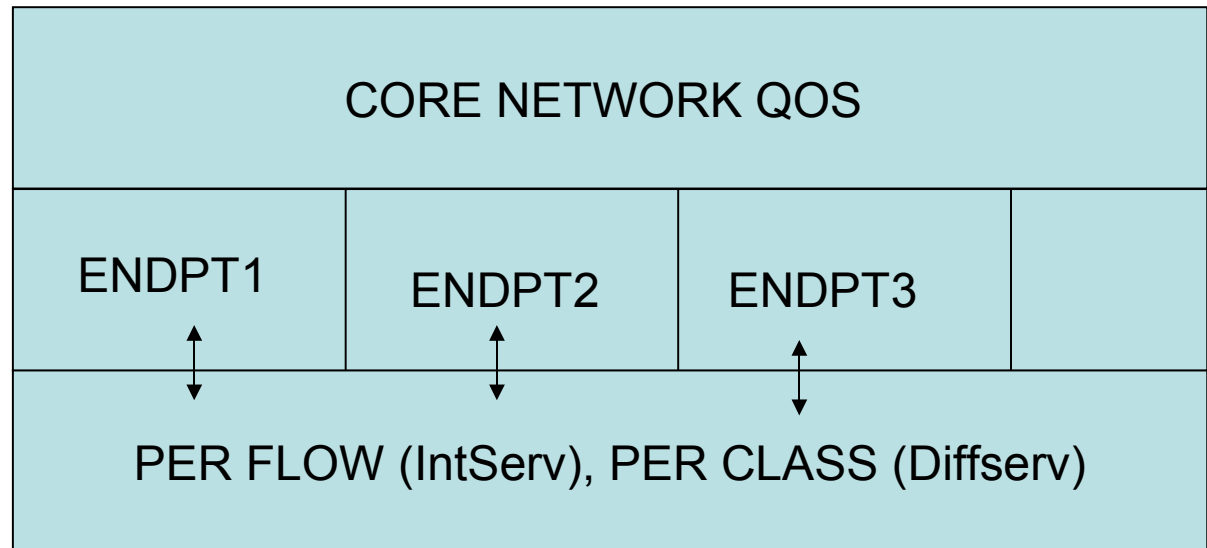 CORE NETWORK QOS
ENDPT1
ENDPT2
ENDPT3
PER FLOW (IntServ), PER CLASS (Diffserv)